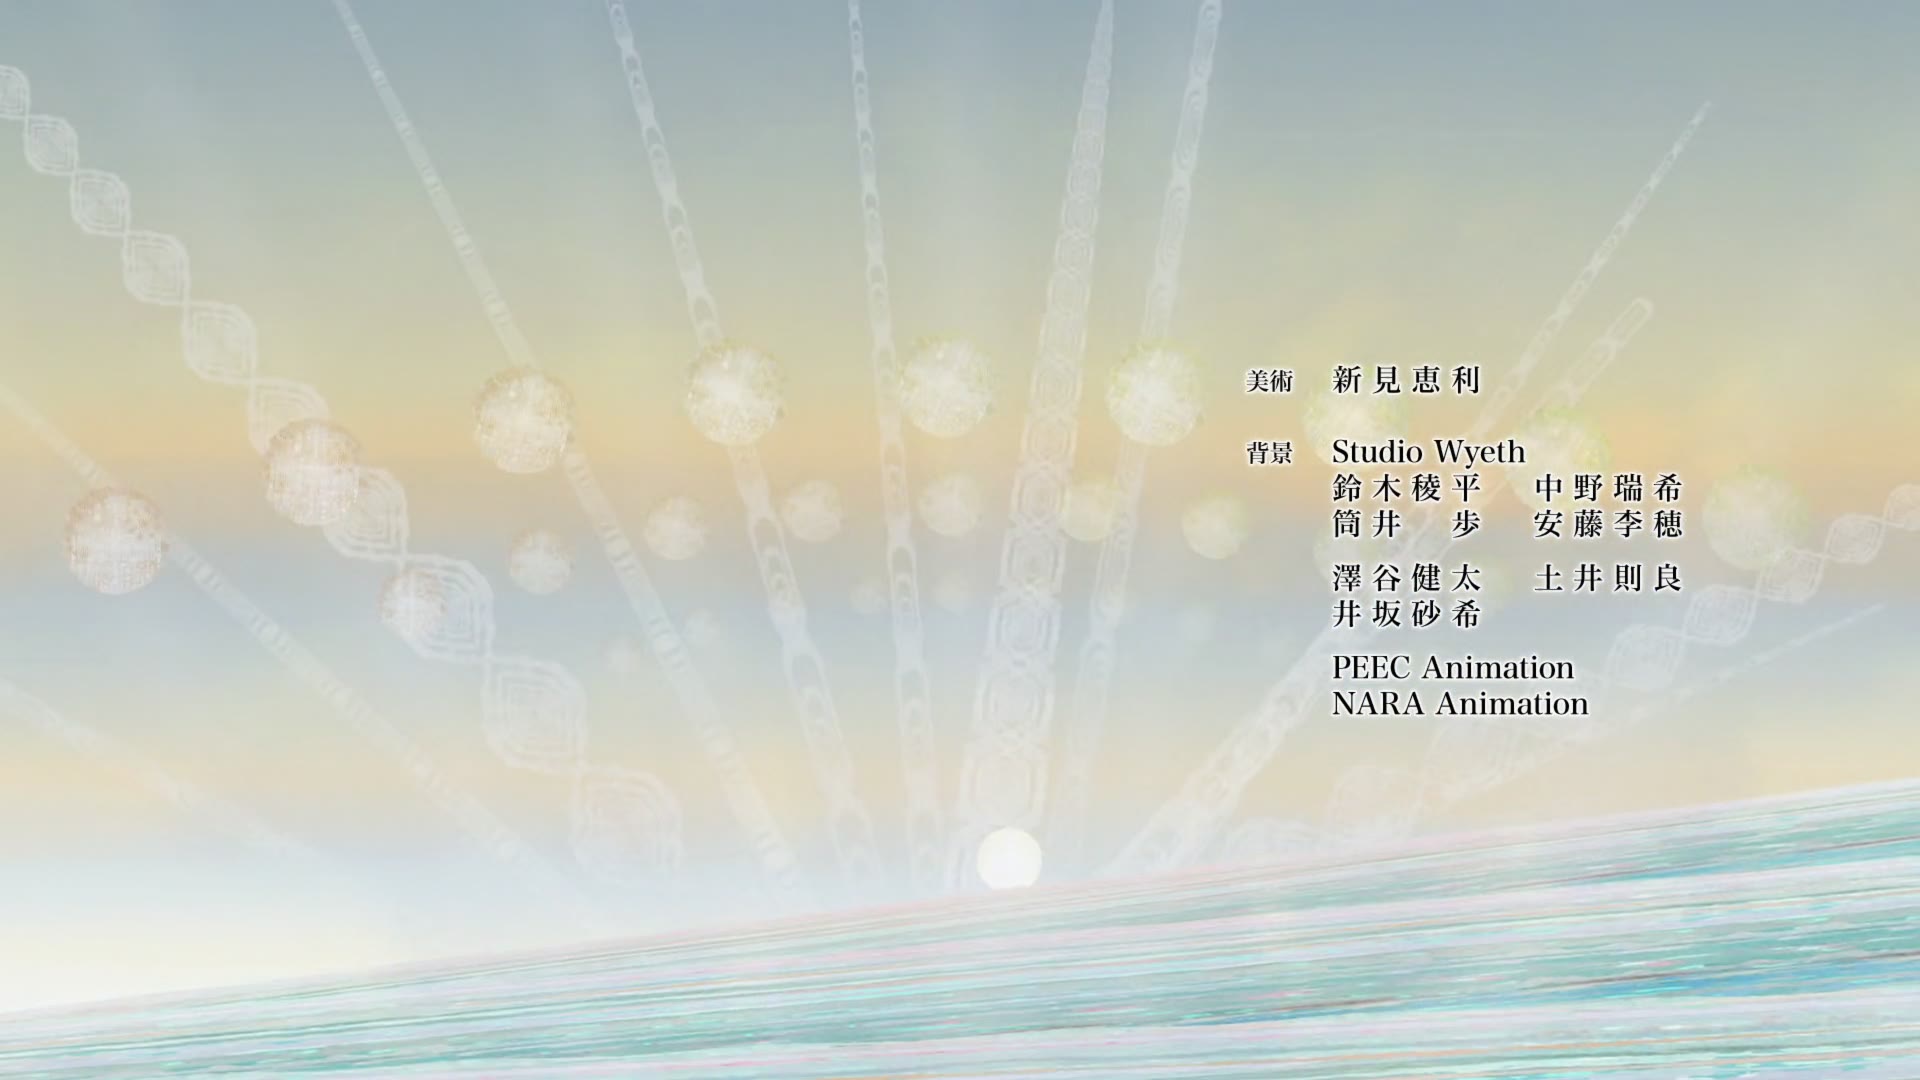 美術 新見恵利
背景 Studio Wyeth
鈴木稜平 中野瑞希
筒井 歩 安藤李穂
澤谷健太 土井則良
井坂砂希
PEEC Animation
NARA Animation